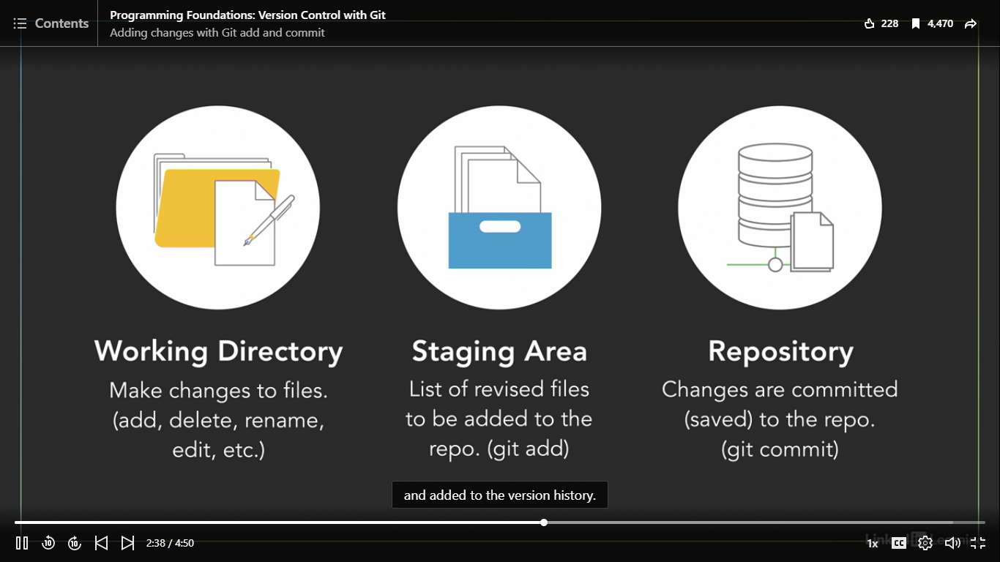 Contents
Programming Foundations: Version Control with Git
Adding changes with Git add and commit
228
4,470
Working Directory
Make changes to files.
(add, delete, rename,
edit, etc.)
Staging Area
List of revised files
to be added to the
repo. (git add)
Repository
Changes are committed
(saved) to the repo.
(git commit)
and added to the version history.
10
10
2:38 / 4:50
1x
CC